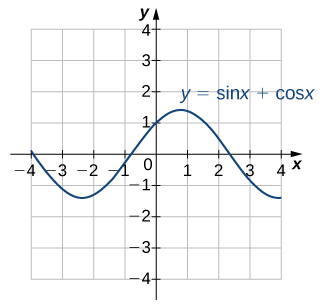 y
4
3
2
y = sinx + cosx
1
−4 −3 −2 −1 0 1 2 3 4 x
−1
−2
−3
−4